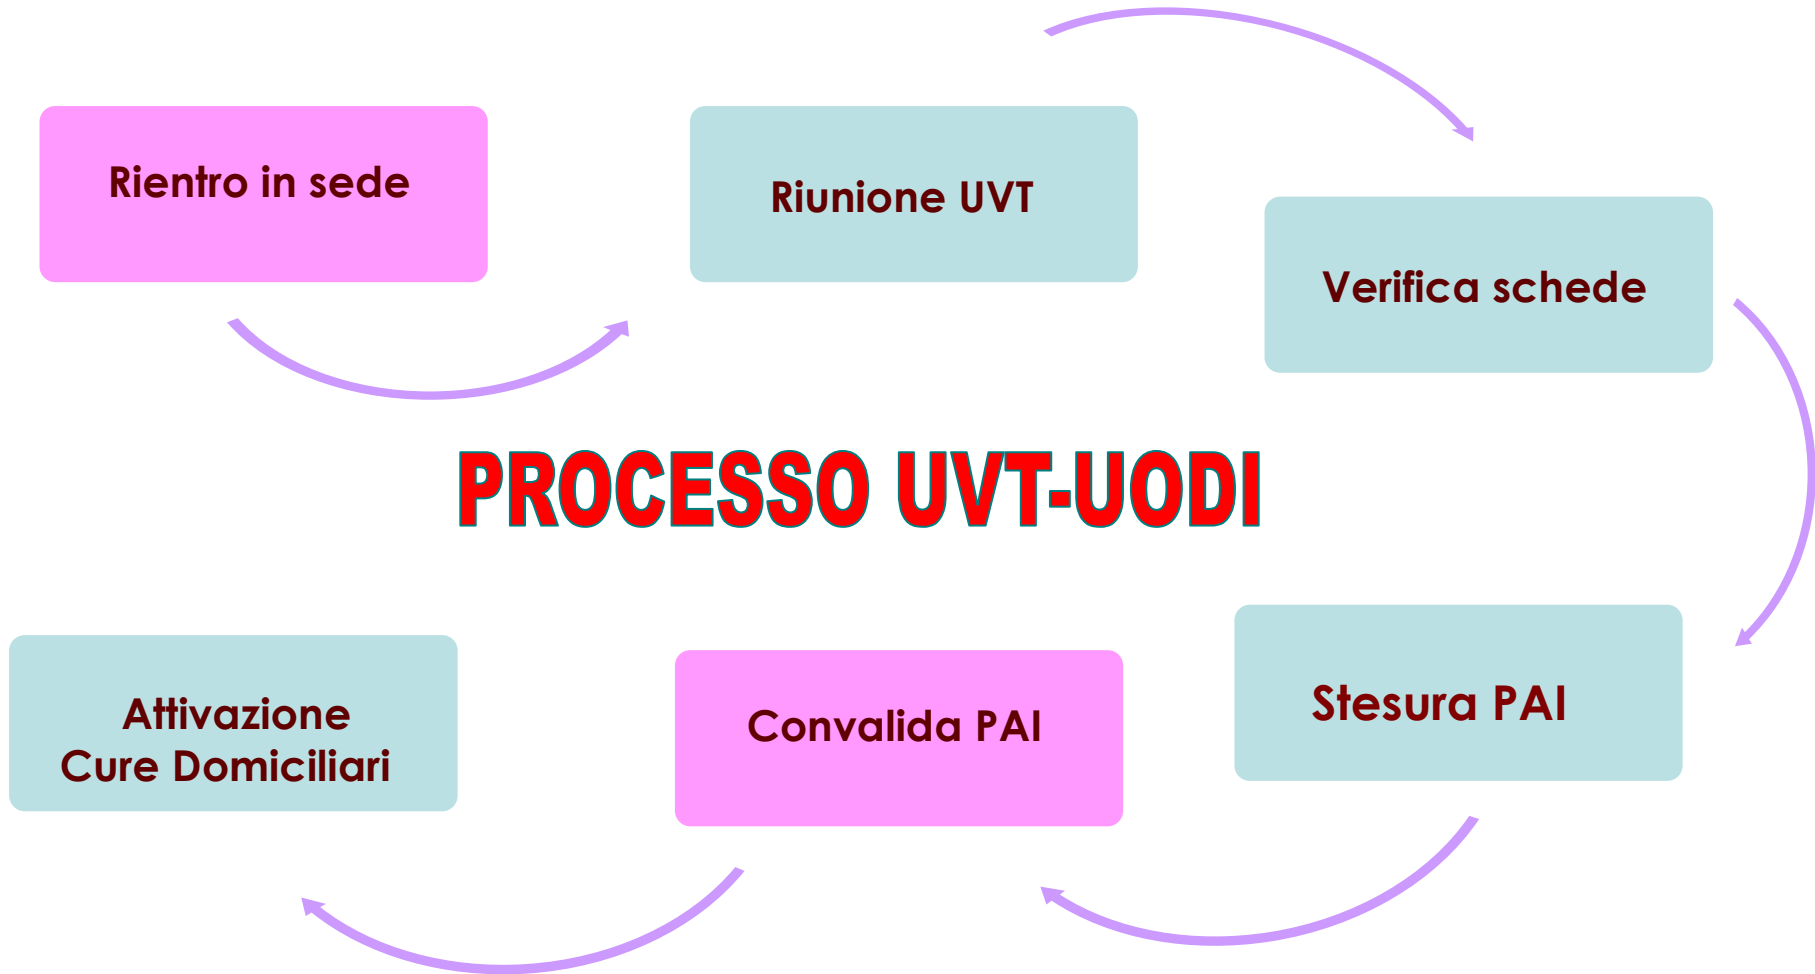 Rientro in sede
Riunione UVT
Verifica schede
PROCESSO UVT-UODI
Stesura PAI
Convalida PAI
Attivazione
Cure Domiciliari